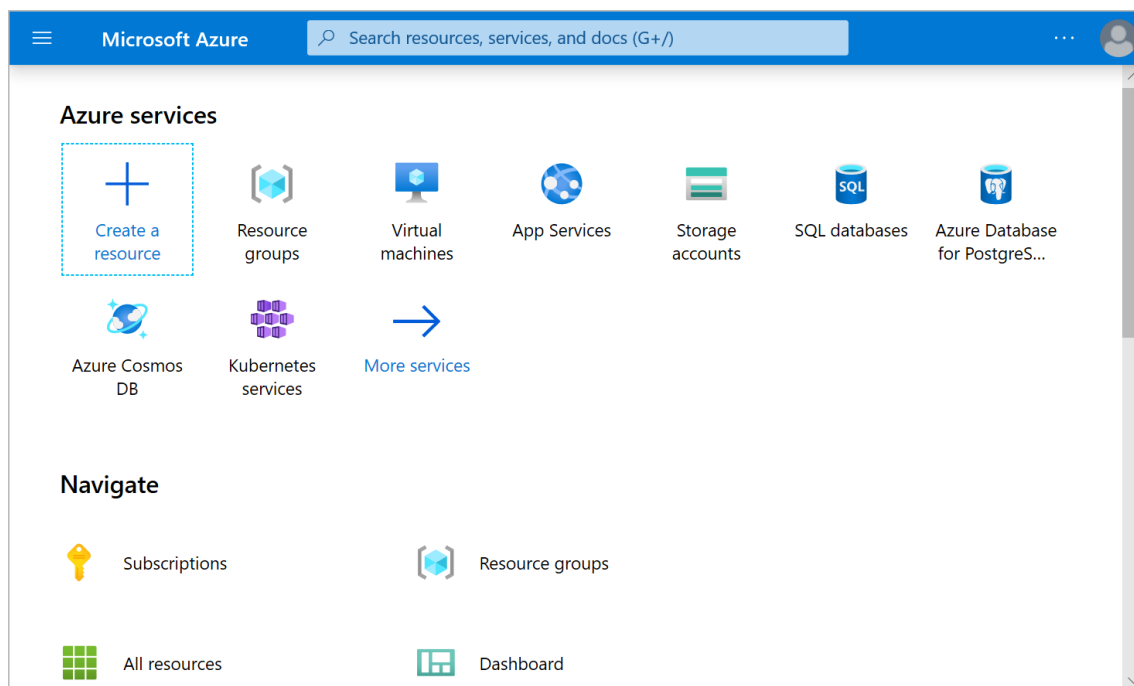 Microsoft Azure
Search resources, services, and docs (G+/)
...
Azure services
Create a
resource
Resource
groups
Virtual
machines
App Services
Storage
accounts
SQL
SQL databases
Azure Database
for PostgreS...
Azure Cosmos
DB
Kubernetes
services
More services
Navigate
Subscriptions
Resource groups
All resources
Dashboard